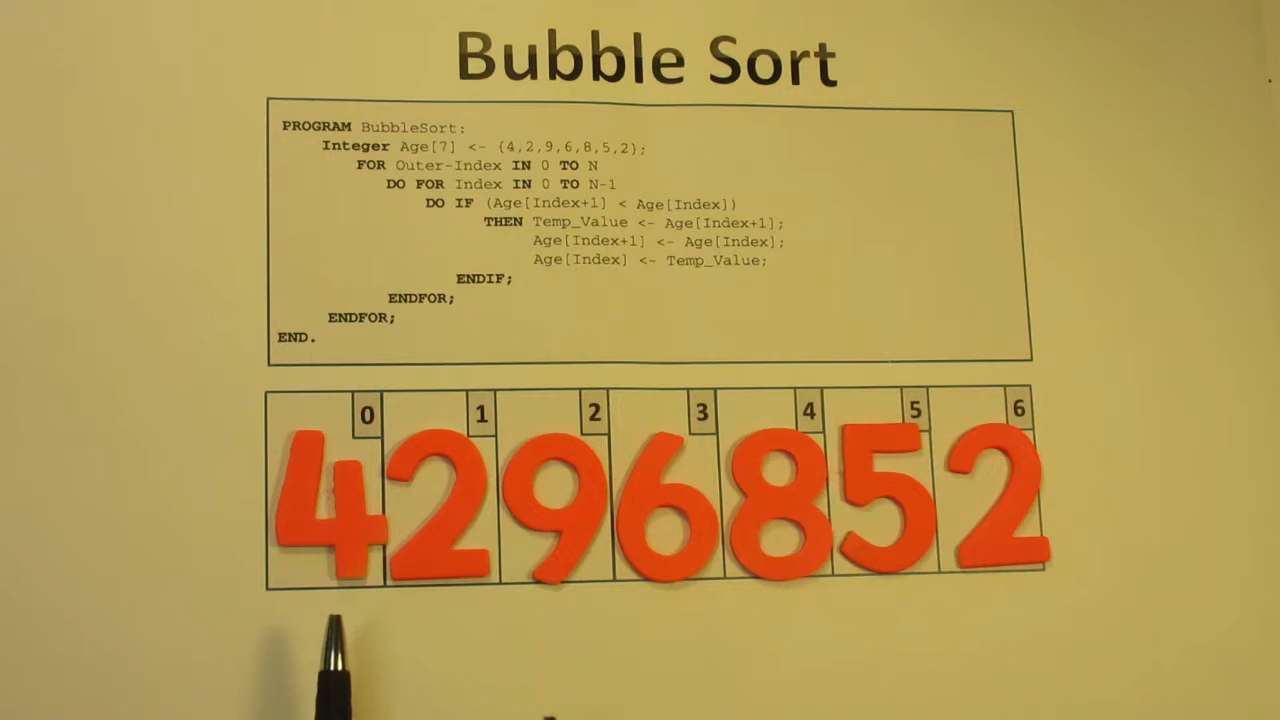 Bubble Sort
PROGRAM BubbleSort:
Integer Age[7] <- {4,2,9,6,8,5,2};
FOR Outer-Index IN 0 TO N
DO FOR Index IN 0 TO N-1
DO IF (Age[Index+1] < Age[Index])
THEN Temp_Value <- Age[Index+1];
Age[Index+1] <- Age[Index];
Age[Index] <- Temp_Value;
ENDIF;
ENDFOR;
ENDFOR;
END.
0 1 2 3 4 5 6
4 2 9 6 8 5 2